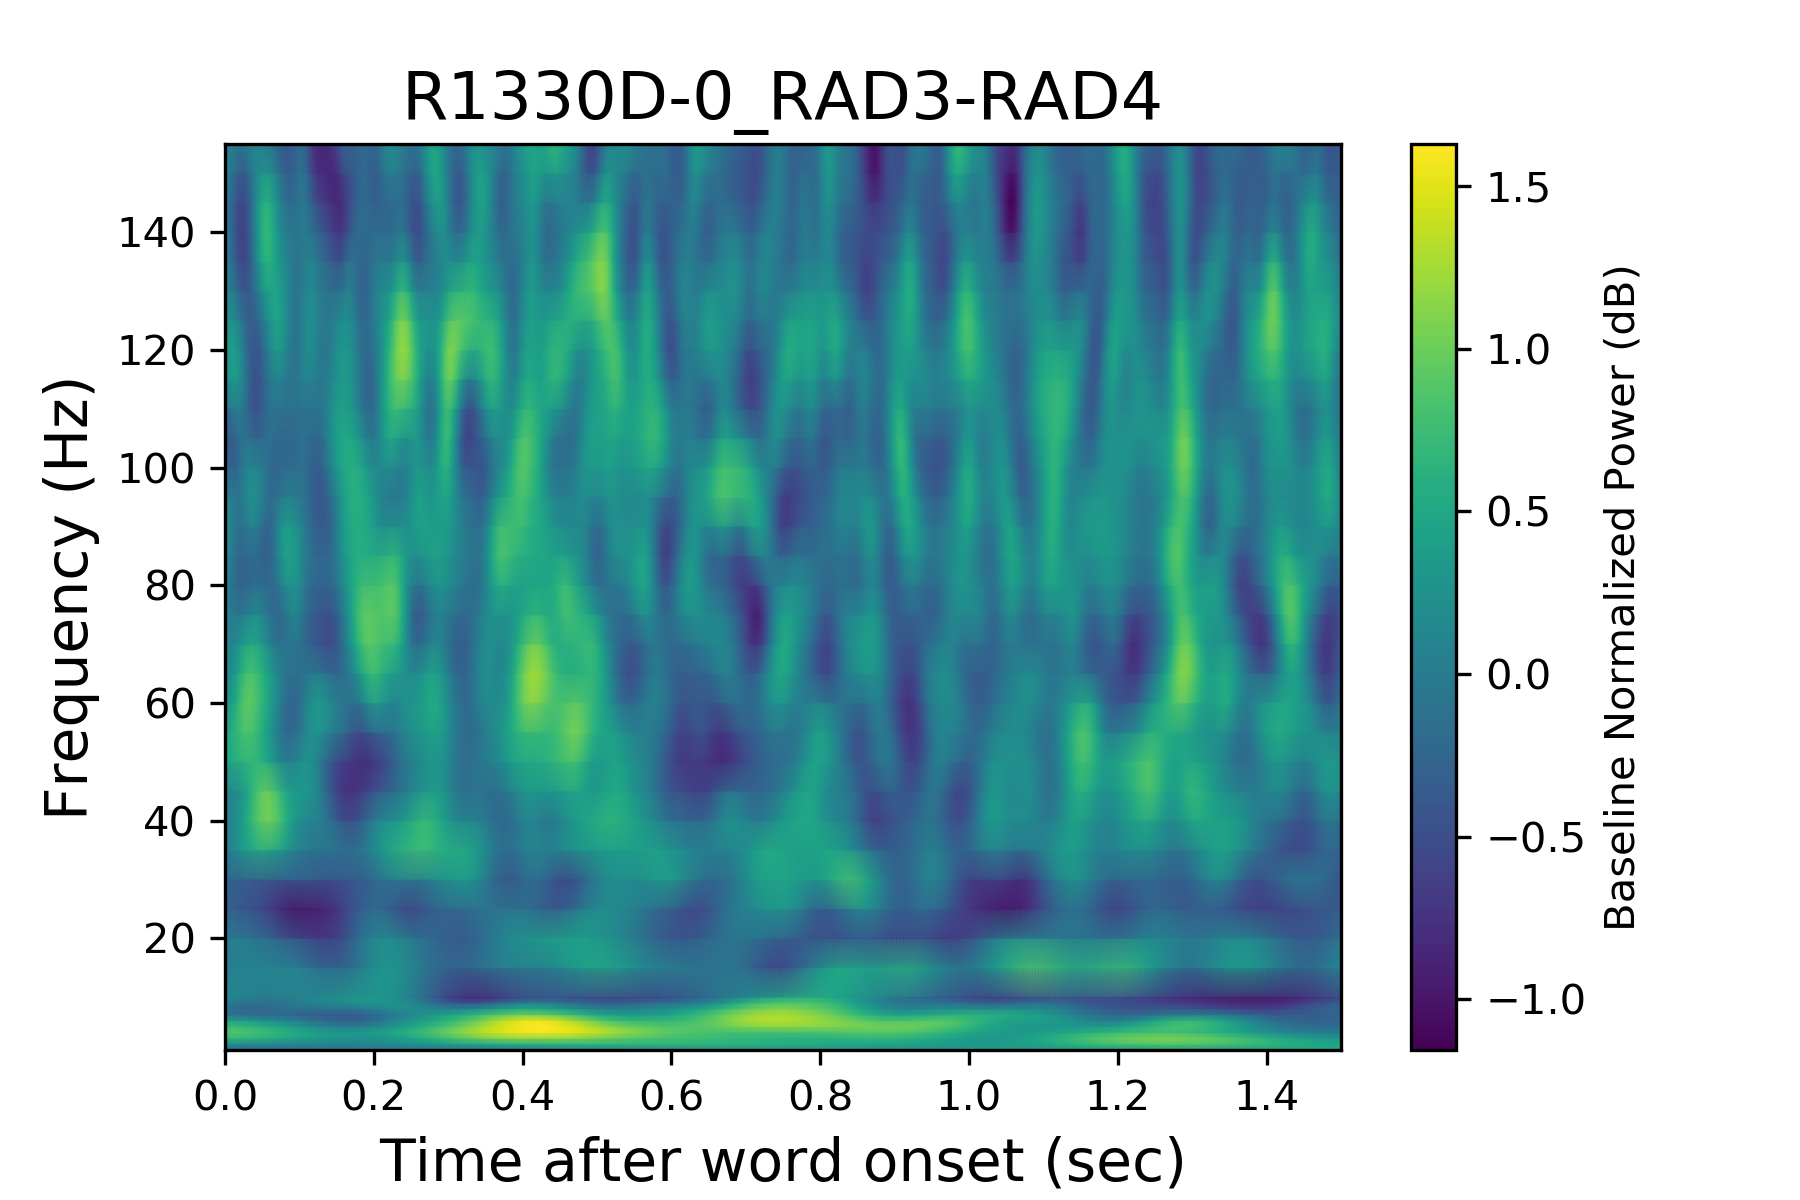 R1330D-0_RAD3-RAD4
Frequency (Hz)
140
120
100
80
60
40
20
0.0 0.2 0.4 0.6 0.8 1.0 1.2 1.4
Time after word onset (sec)
1.5
1.0
0.5
0.0
−0.5
−1.0
Baseline Normalized Power (dB)